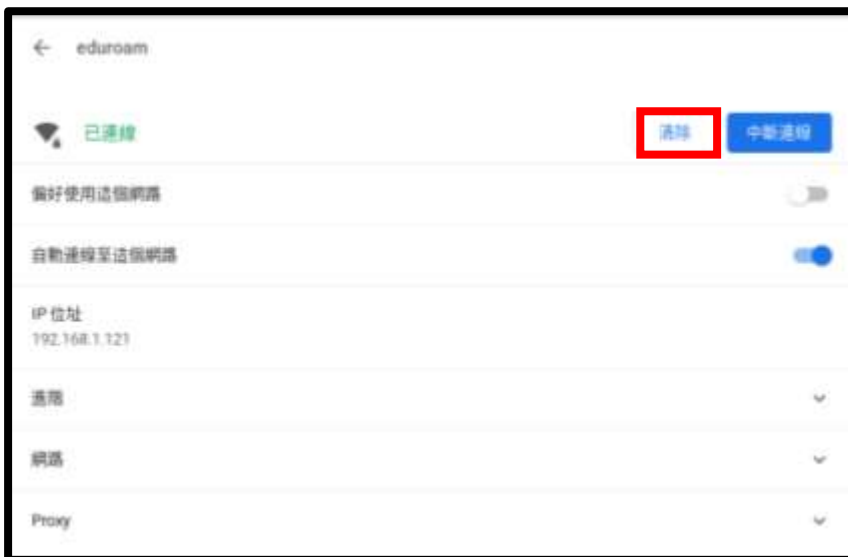 eduroam
已連線
清除
中斷連線
偏好使用這個網路
自動連線至這個網路
IP 位址
192.168.1.121
進階
網路
Proxy